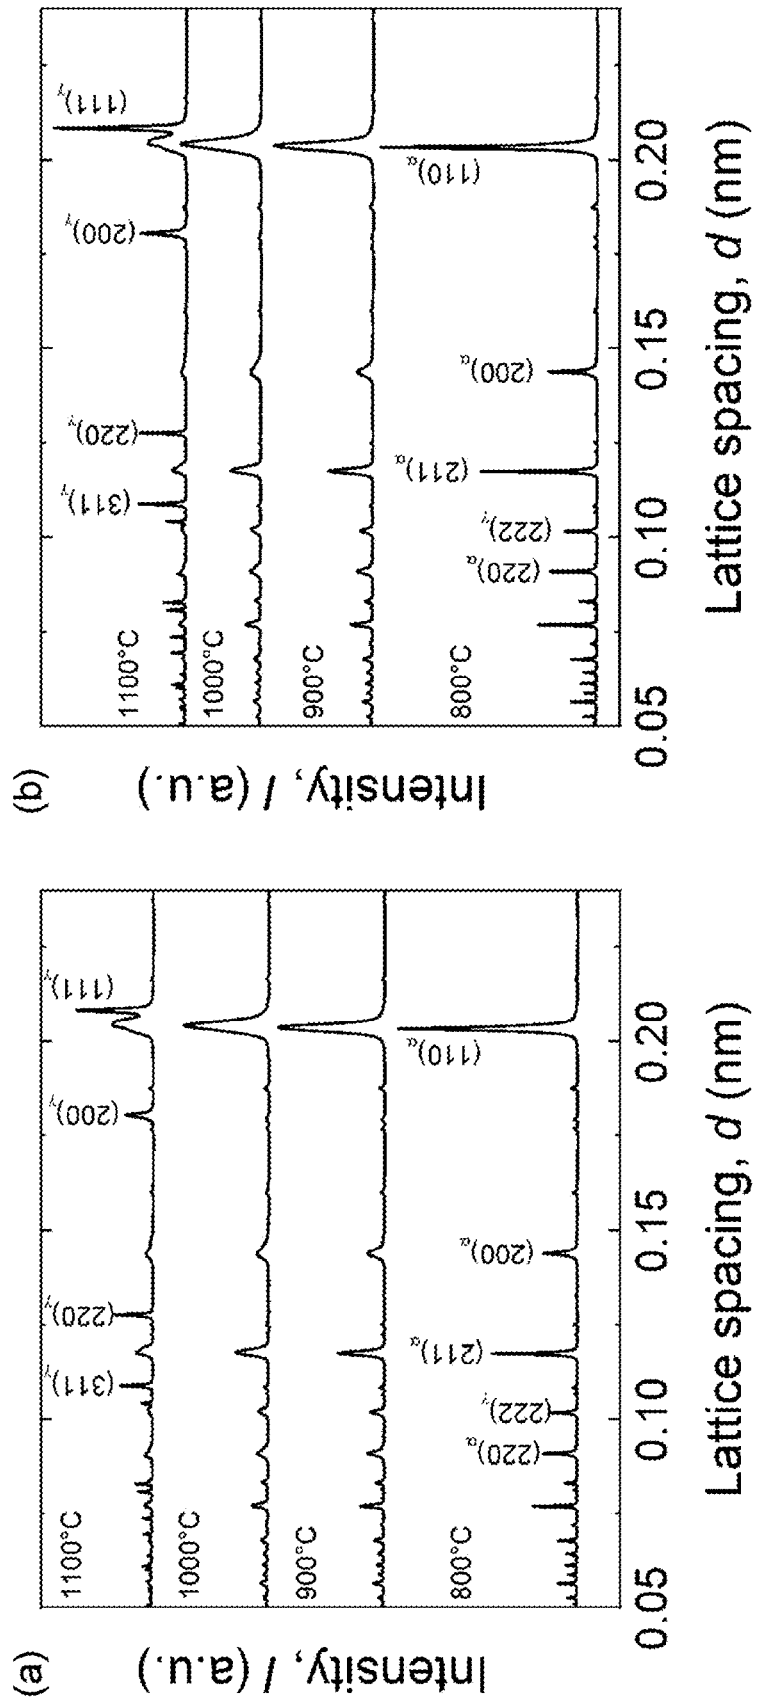 (a)
Intensity, I (a.u.)
1100°C
(311)γ
(220)γ
(200)γ
(111)γ
1000°C
900°C
800°C
(220)α
(222)γ
(211)α
(200)α
(110)α
0.05 0.10 0.15 0.20
Lattice spacing, d (nm)
(b)
Intensity, I (a.u.)
1100°C
(311)γ
(220)γ
(200)γ
(111)γ
1000°C
900°C
800°C
(220)α
(222)γ
(211)α
(200)α
(110)α
0.05 0.10 0.15 0.20
Lattice spacing, d (nm)